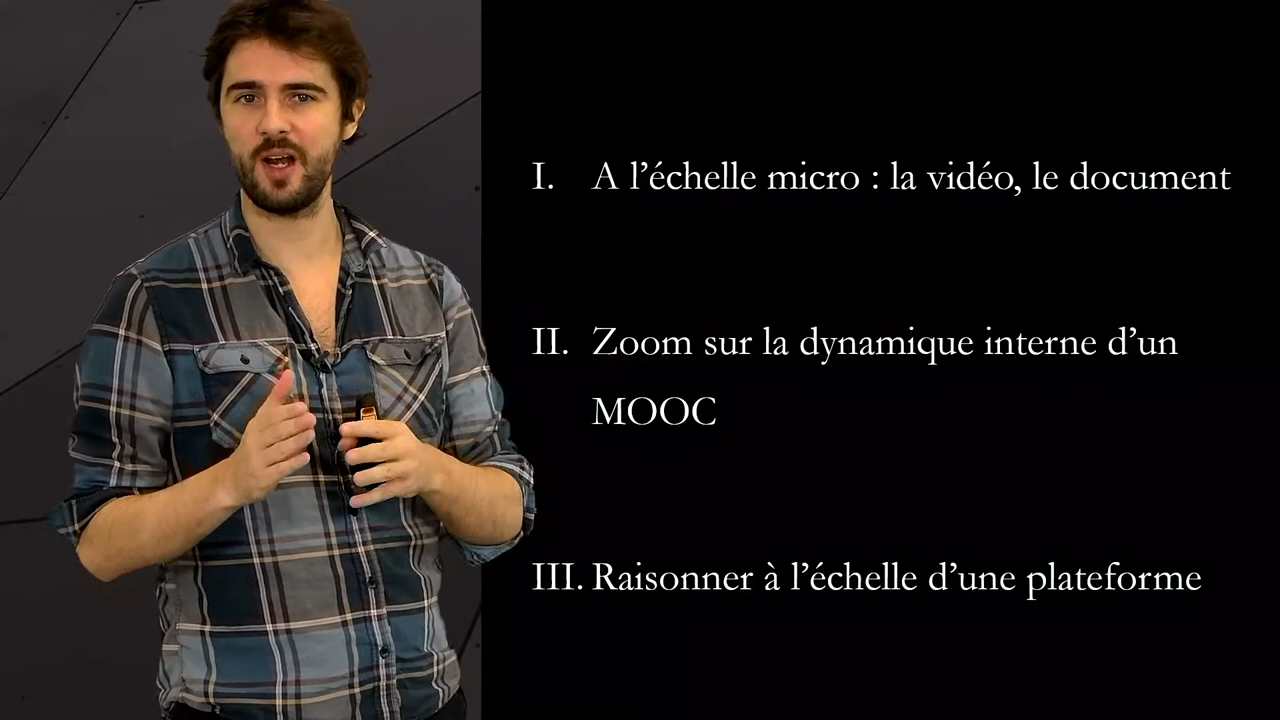 I. A l’échelle micro : la vidéo, le document
II. Zoom sur la dynamique interne d’un
MOOC
III. Raisonner à l’échelle d’une plateforme